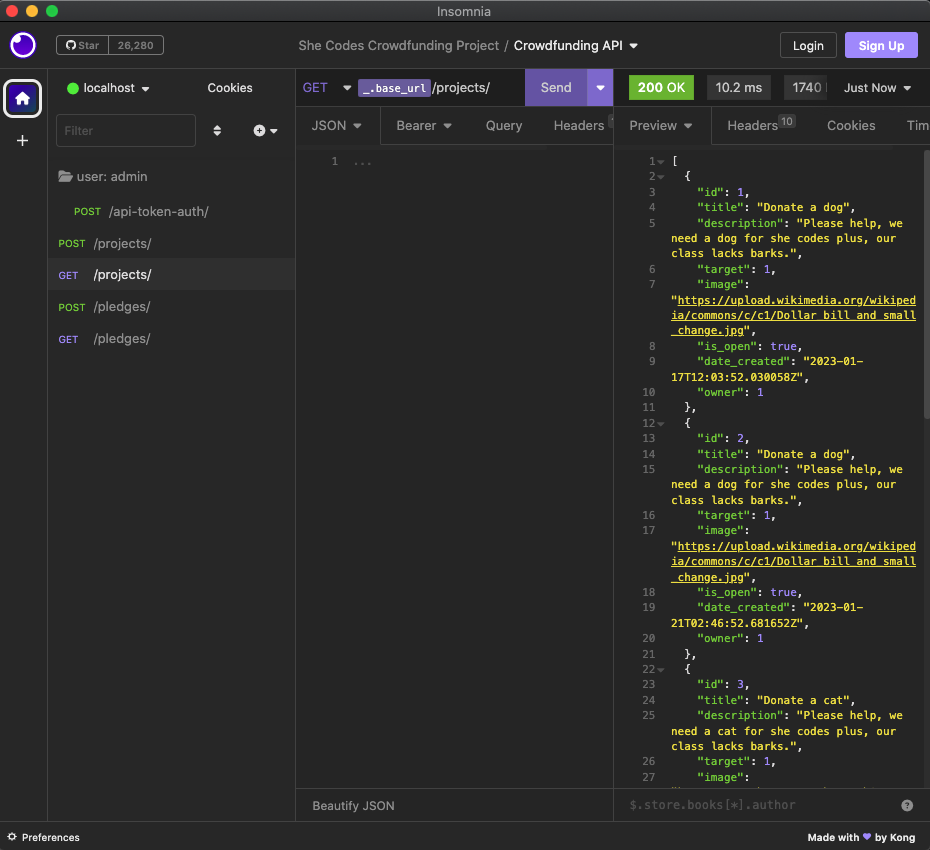 Insomnia
Star 26,280
She Codes Crowdfunding Project / Crowdfunding API
Login
Sign Up
localhost
Cookies
Filter
user: admin
POST /api-token-auth/
POST /projects/
GET /projects/
POST /pledges/
GET /pledges/
GET _.base_url/projects/
Send
JSON
Bearer
Query
Headers
1 ...
Beautify JSON
200 OK
10.2 ms
1740
Just Now
Preview
Headers 10
Cookies
Tim
1 [
2 {
3 "id": 1,
4 "title": "Donate a dog",
5 "description": "Please help, we
need a dog for she codes plus, our
class lacks barks.",
6 "target": 1,
7 "image":
"https://upload.wikimedia.org/wikiped
ia/commons/c/c1/Dollar_bill_and_small
_change.jpg",
8 "is_open": true,
9 "date_created": "2023-01-
17T12:03:52.030058Z",
10 "owner": 1
11 },
12 {
13 "id": 2,
14 "title": "Donate a dog",
15 "description": "Please help, we
need a dog for she codes plus, our
class lacks barks.",
16 "target": 1,
17 "image":
"https://upload.wikimedia.org/wikiped
ia/commons/c/c1/Dollar_bill_and_small
_change.jpg",
18 "is_open": true,
19 "date_created": "2023-01-
21T02:46:52.681652Z",
20 "owner": 1
21 },
22 {
23 "id": 3,
24 "title": "Donate a cat",
25 "description": "Please help, we
need a cat for she codes plus, our
class lacks barks.",
26 "target": 1,
27 "image":
$.store.books[*].author
Preferences
Made with ♥ by Kong